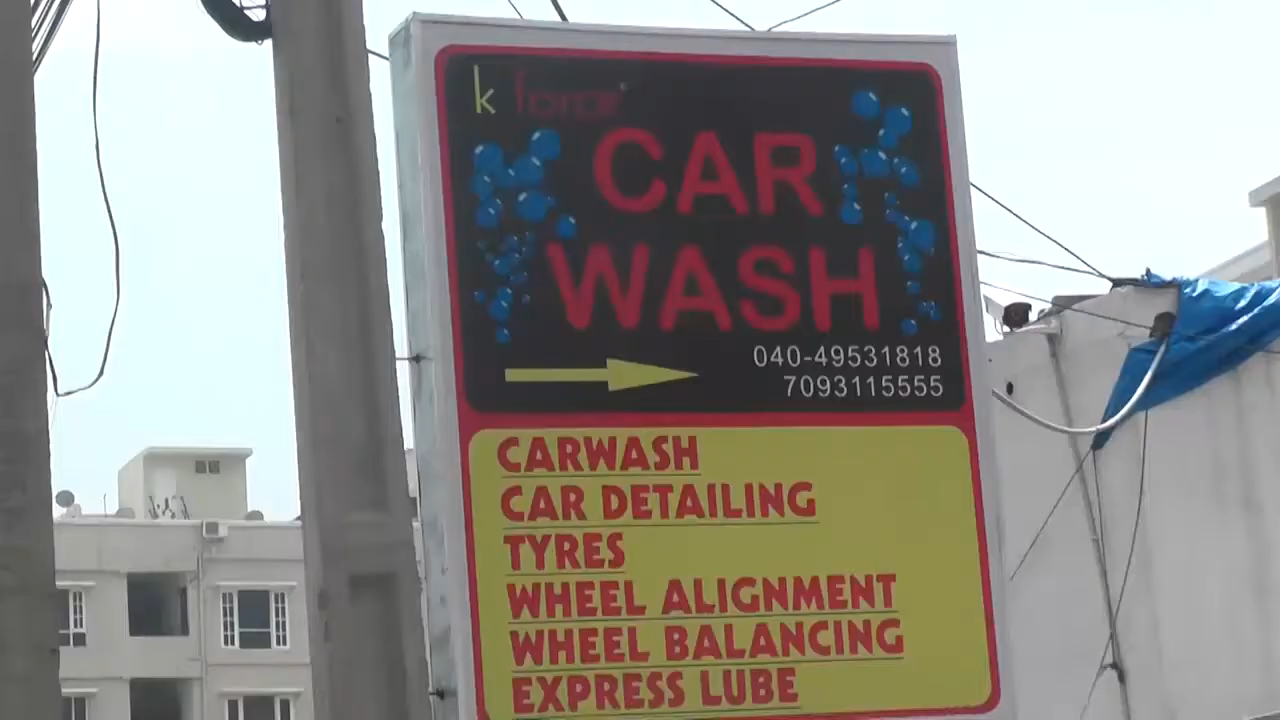 k force
CAR
WASH
040-49531818
7093115555
CARWASH
CAR DETAILING
TYRES
WHEEL ALIGNMENT
WHEEL BALANCING
EXPRESS LUBE